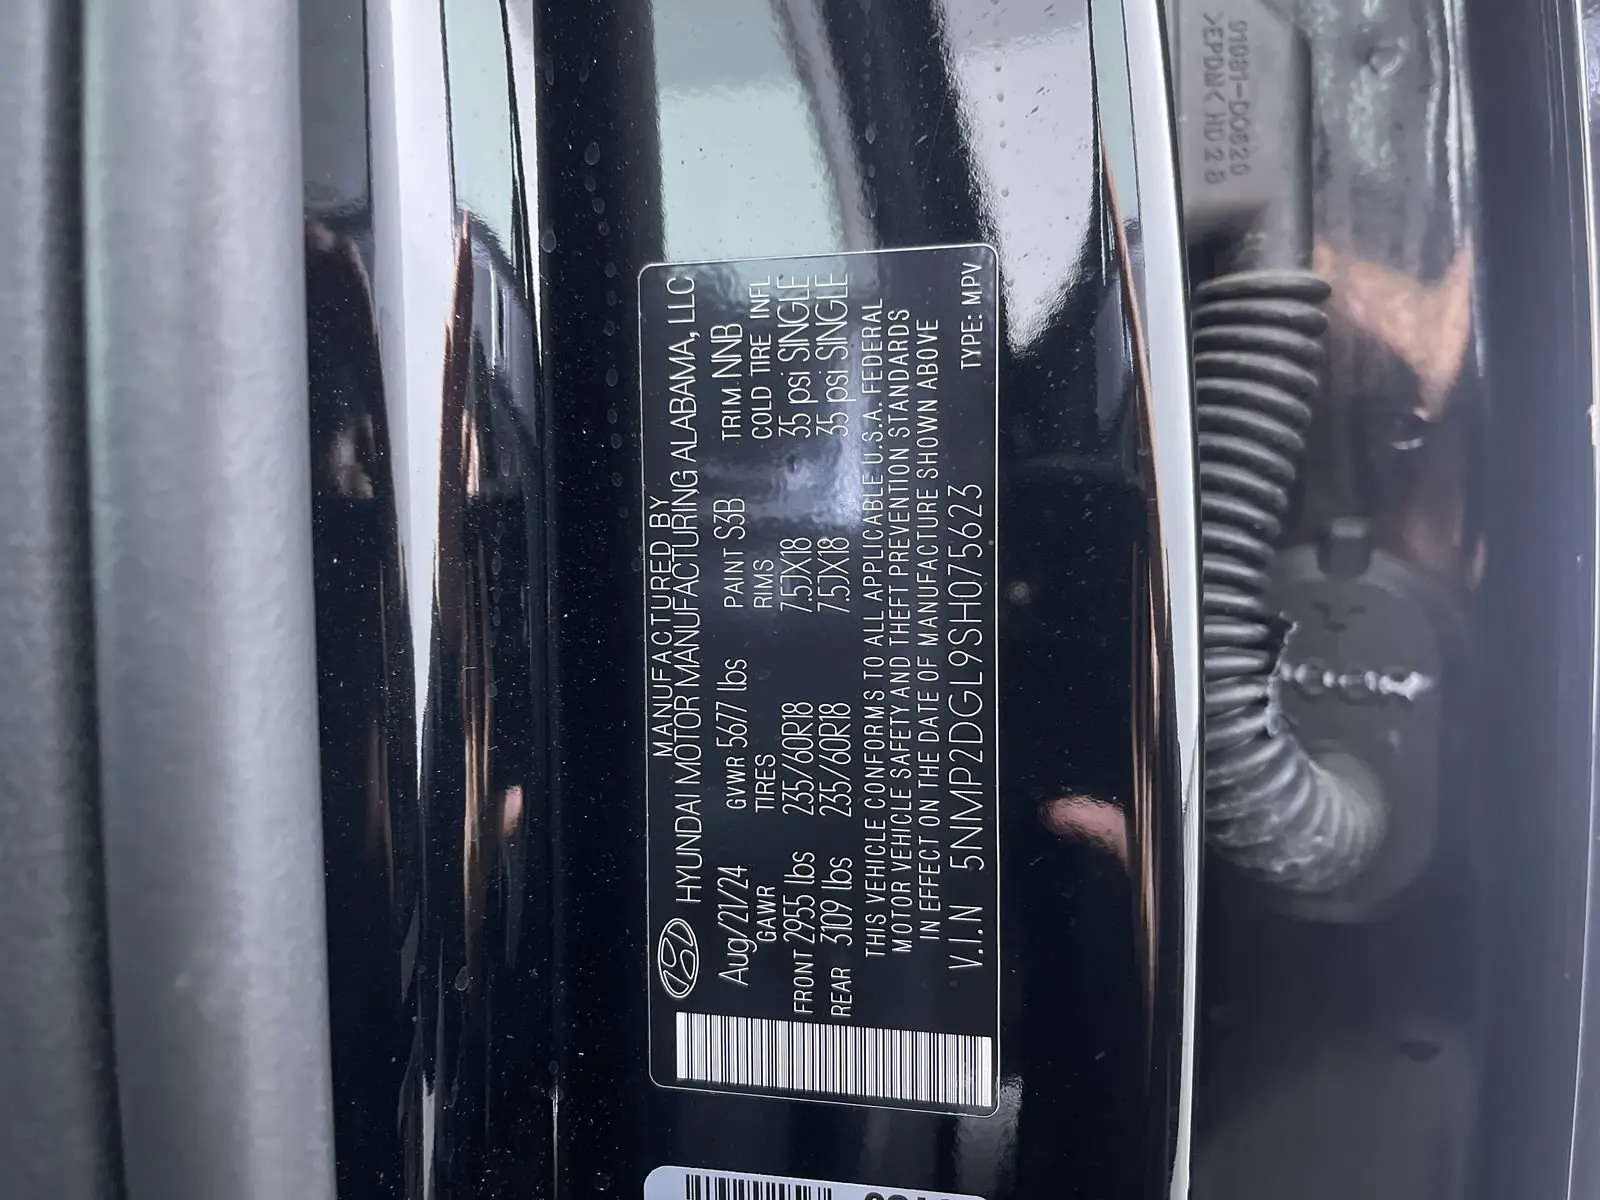 MANUFACTURED BY
HYUNDAI MOTOR MANUFACTURING ALABAMA, LLC
Aug/21/24 GVWR 5677 lbs PAINT S3B TRIM NNB
GAWR TIRES RIMS COLD TIRE INFL
FRONT 2955 lbs 235/60R18 7.5JX18 35 psi SINGLE
REAR 3109 lbs 235/60R18 7.5JX18 35 psi SINGLE
THIS VEHICLE CONFORMS TO ALL APPLICABLE U.S.A. FEDERAL
MOTOR VEHICLE SAFETY AND THEFT PREVENTION STANDARDS
IN EFFECT ON THE DATE OF MANUFACTURE SHOWN ABOVE
V.I.N 5NMP2DGL9SH075623 TYPE: MPV
>EPDM< HD 2 B